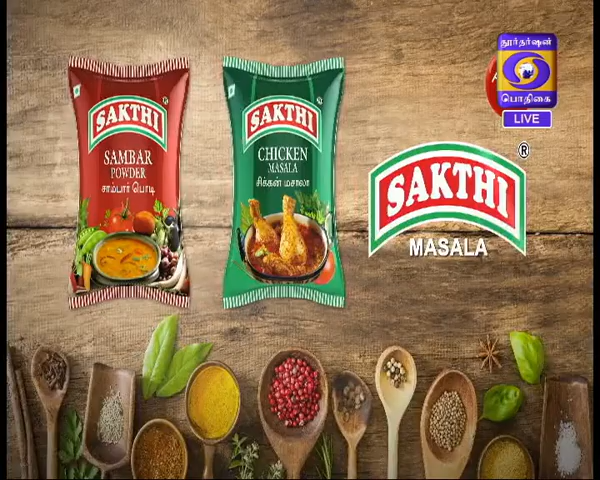 SAKTHI
SAMBAR
POWDER
சாம்பார் பொடி
SAKTHI
CHICKEN
MASALA
சிக்கன் மசாலா
SAKTHI
®
MASALA
தூர்தர்ஷன்
பொதிகை
LIVE